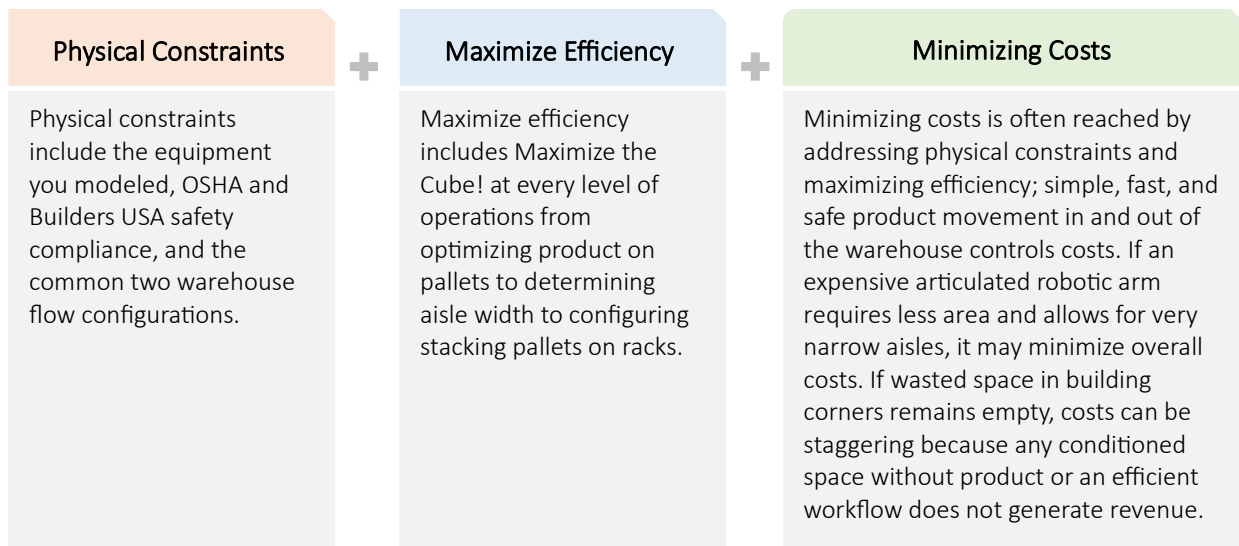 Physical Constraints
Physical constraints
include the equipment
you modeled, OSHA and
Builders USA safety
compliance, and the
common two warehouse
flow configurations.
Maximize Efficiency
Maximize efficiency
includes Maximize the
Cube! at every level of
operations from
optimizing product on
pallets to determining
aisle width to configuring
stacking pallets on racks.
Minimizing Costs
Minimizing costs is often reached by
addressing physical constraints and
maximizing efficiency; simple, fast, and
safe product movement in and out of
the warehouse controls costs. If an
expensive articulated robotic arm
requires less area and allows for very
narrow aisles, it may minimize overall
costs. If wasted space in building
corners remains empty, costs can be
staggering because any conditioned
space without product or an efficient
workflow does not generate revenue.